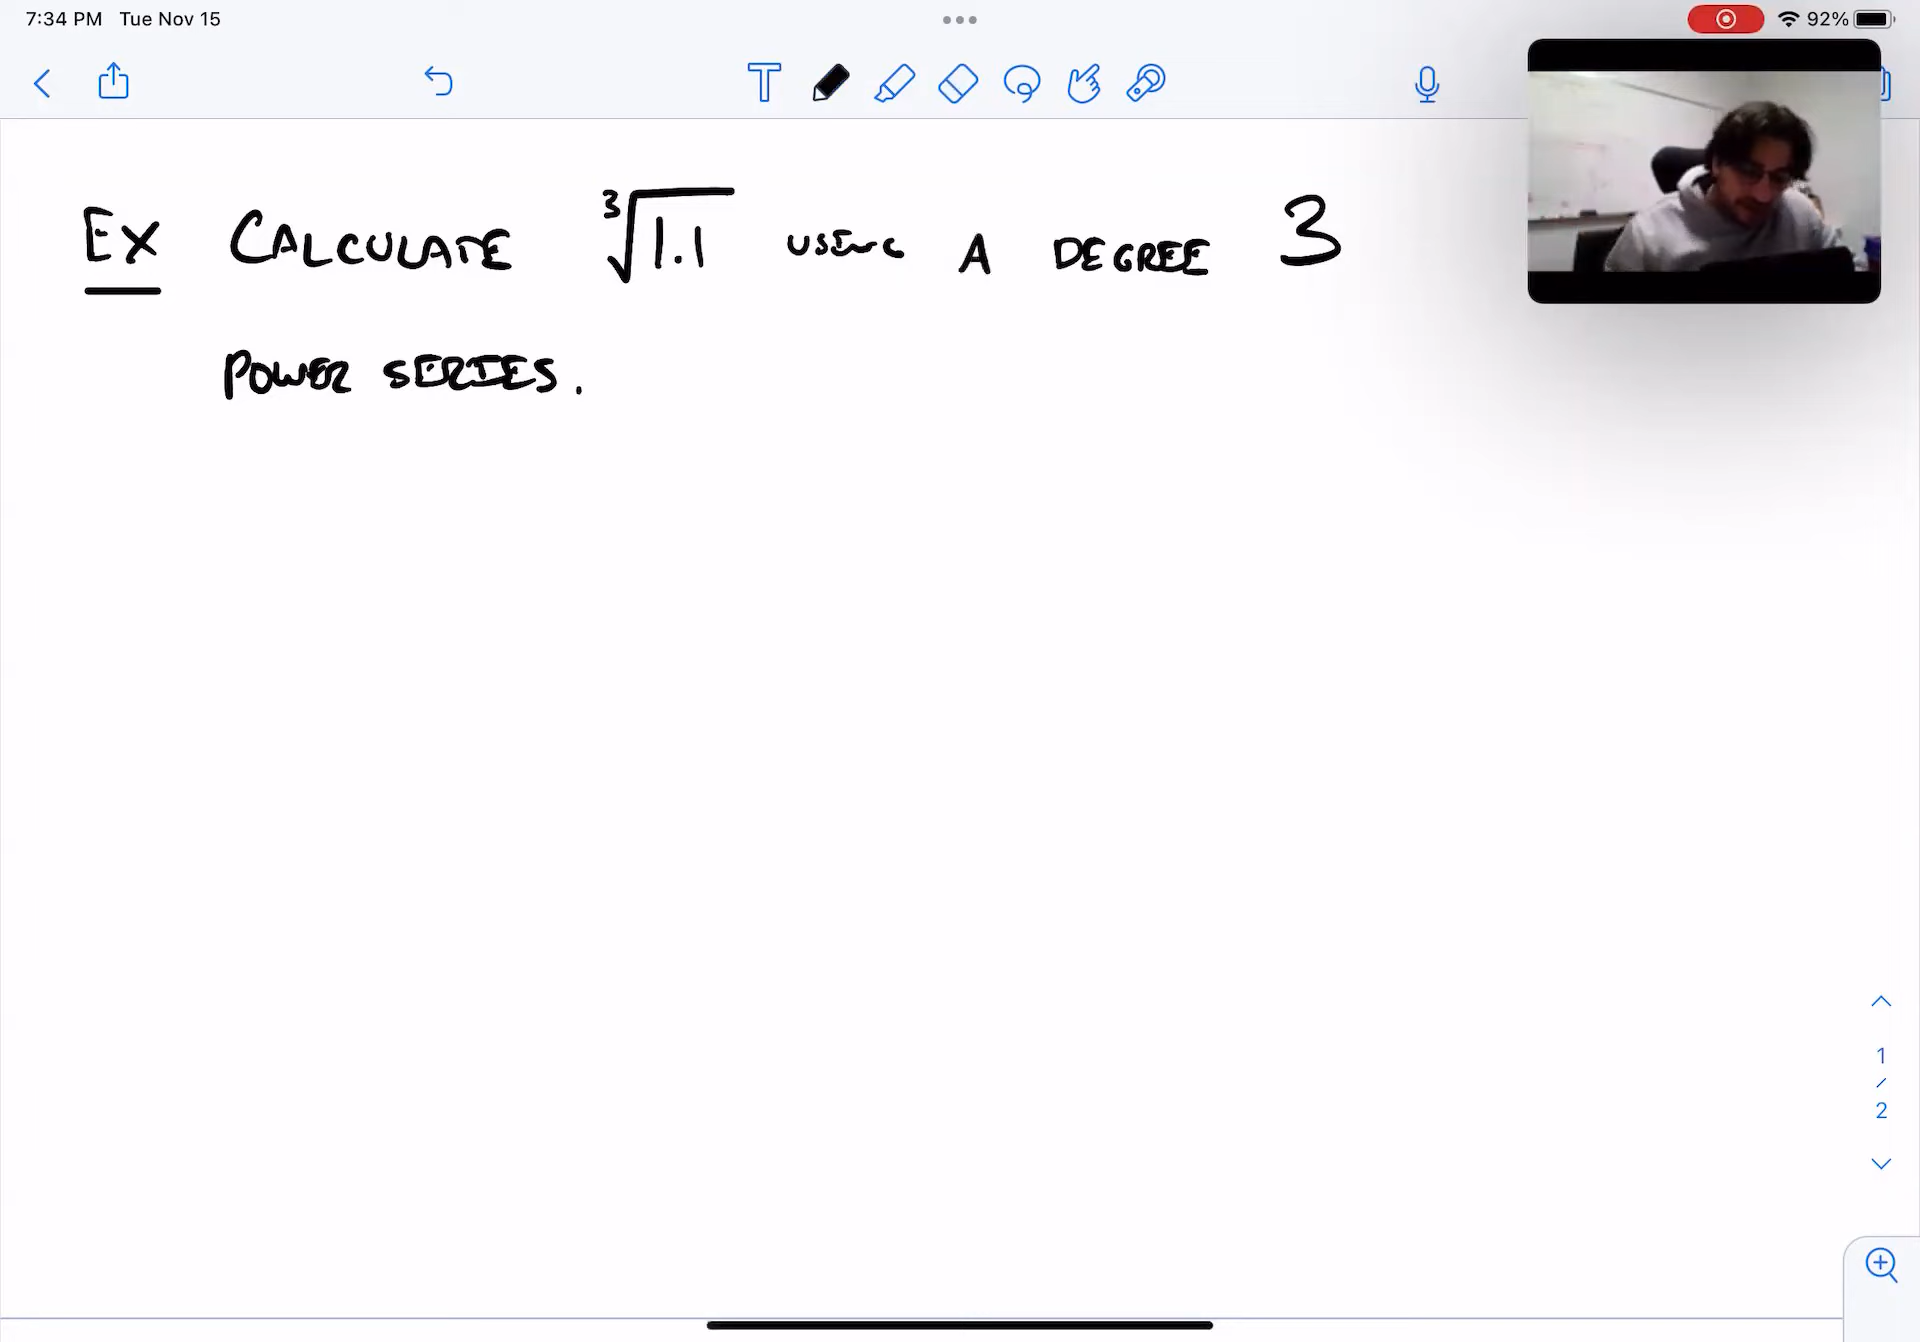 7:34 PM Tue Nov 15
92%
T
EX CALCULATE ∛1.1 USING A DEGREE 3
POWER SERIES.
1
/
2